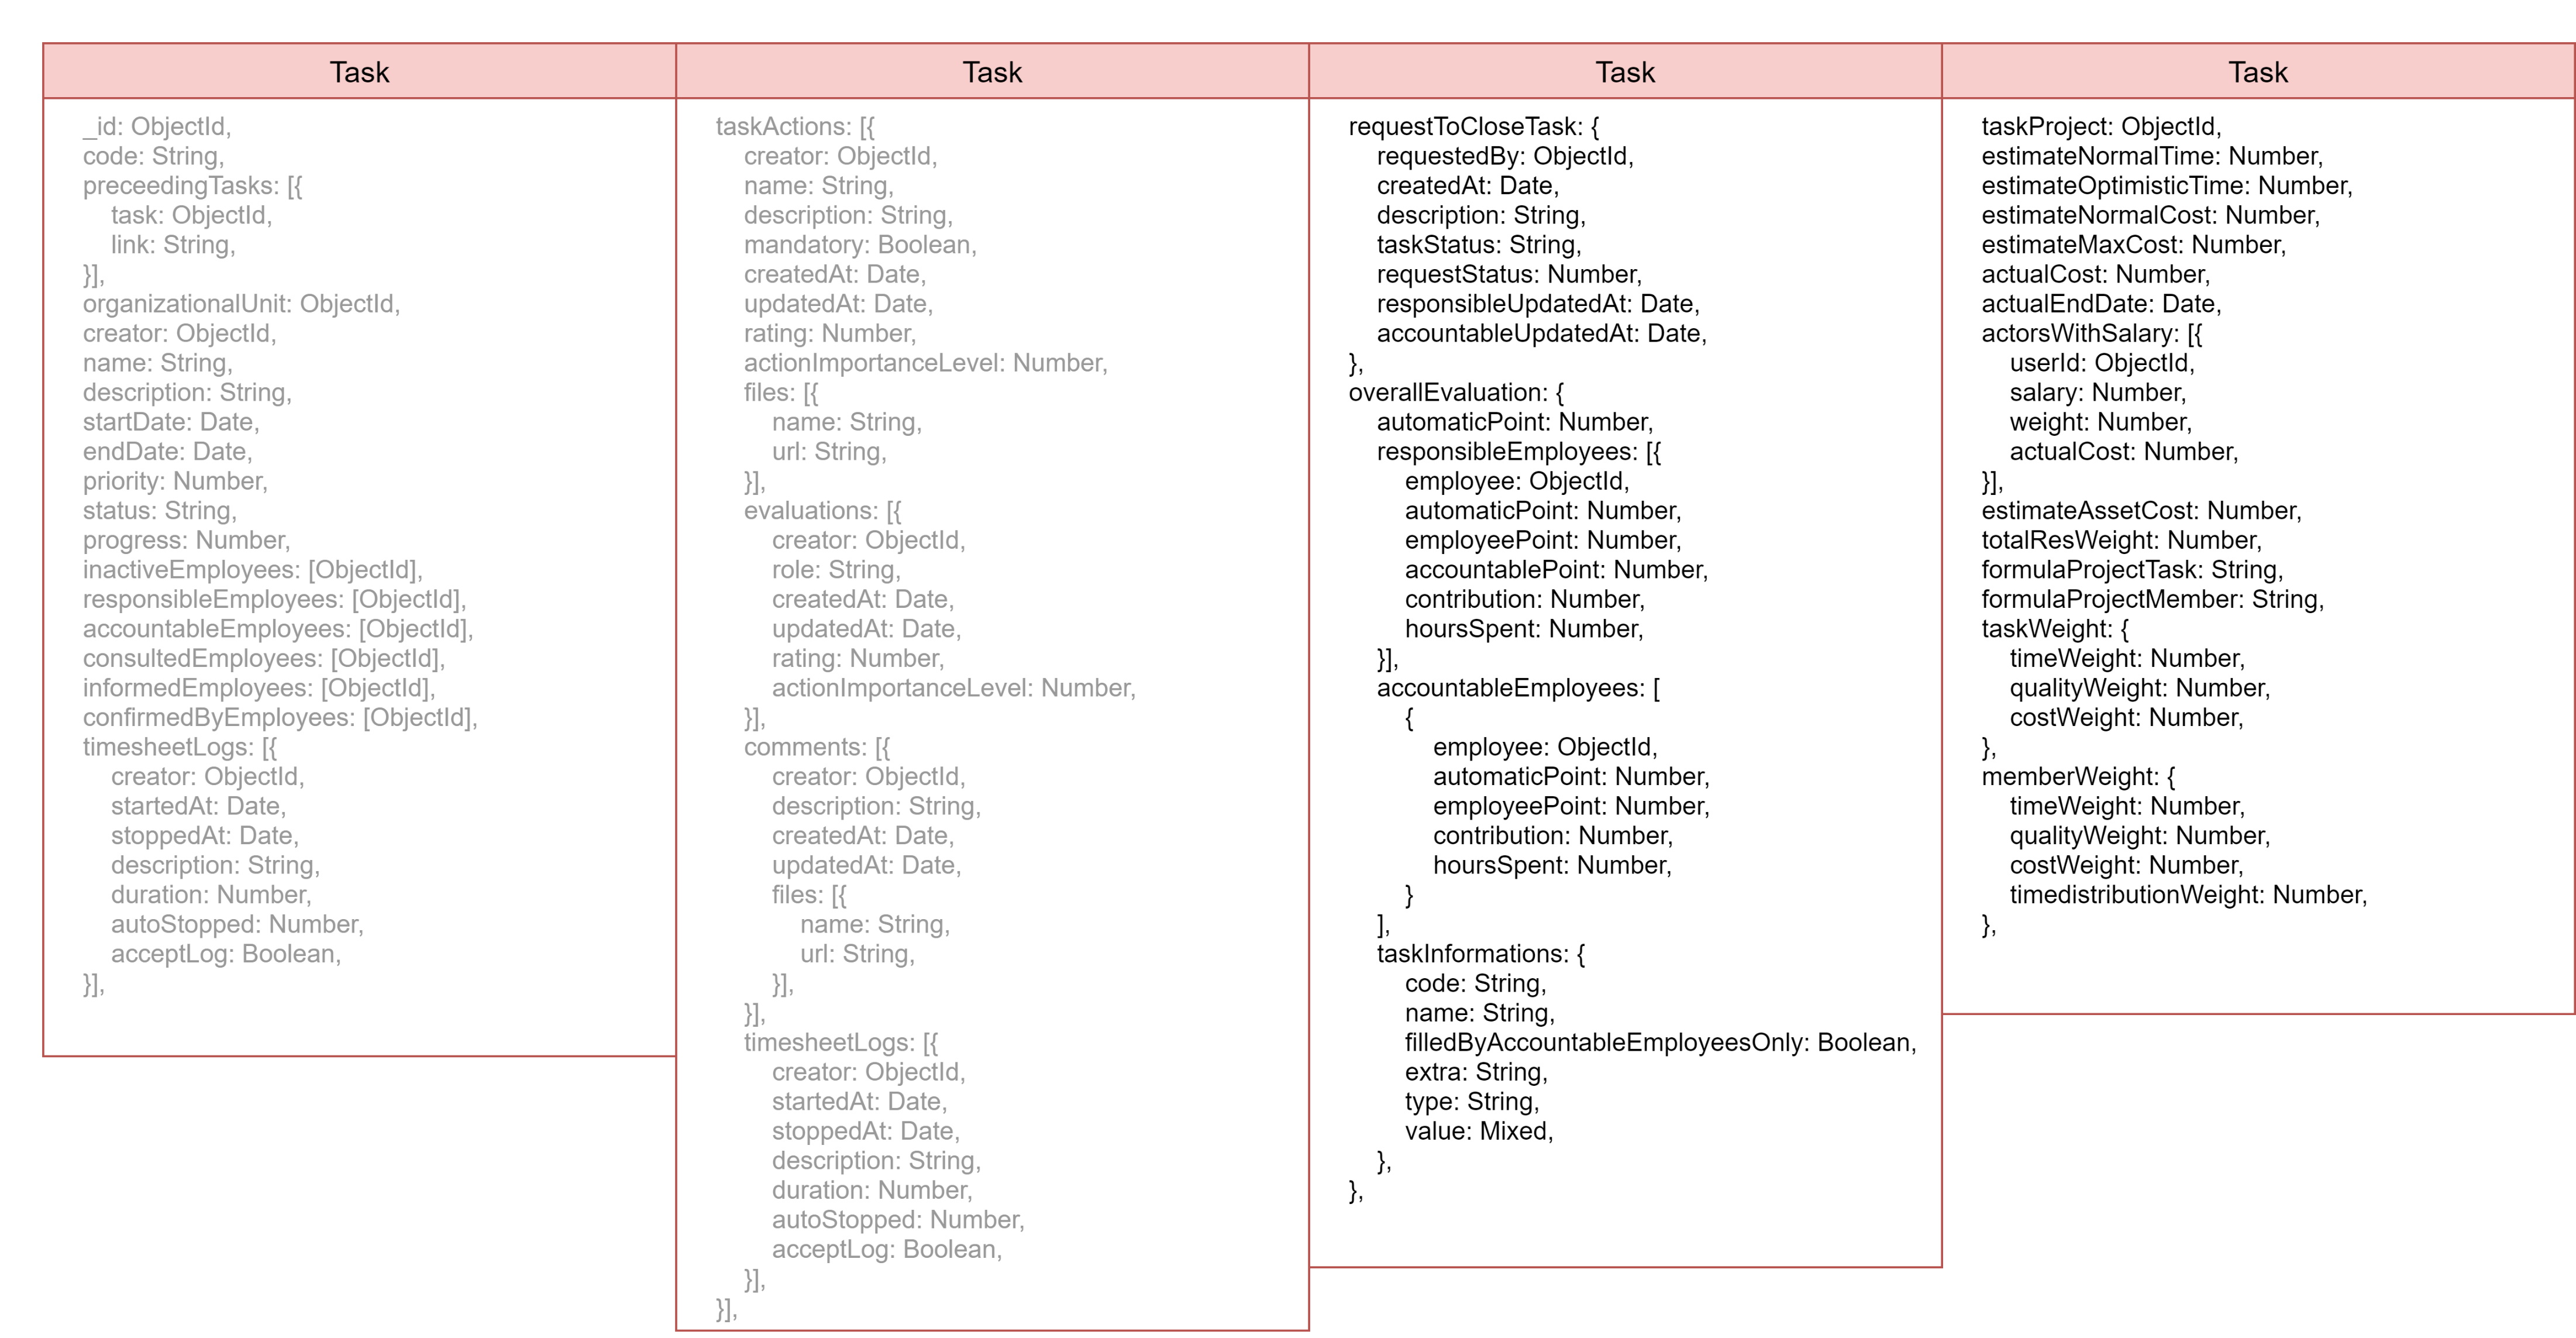 Task
_id: ObjectId,
code: String,
preceedingTasks: [{
task: ObjectId,
link: String,
}],
organizationalUnit: ObjectId,
creator: ObjectId,
name: String,
description: String,
startDate: Date,
endDate: Date,
priority: Number,
status: String,
progress: Number,
inactiveEmployees: [ObjectId],
responsibleEmployees: [ObjectId],
accountableEmployees: [ObjectId],
consultedEmployees: [ObjectId],
informedEmployees: [ObjectId],
confirmedByEmployees: [ObjectId],
timesheetLogs: [{
creator: ObjectId,
startedAt: Date,
stoppedAt: Date,
description: String,
duration: Number,
autoStopped: Number,
acceptLog: Boolean,
}],
Task
taskActions: [{
creator: ObjectId,
name: String,
description: String,
mandatory: Boolean,
createdAt: Date,
updatedAt: Date,
rating: Number,
actionImportanceLevel: Number,
files: [{
name: String,
url: String,
}],
evaluations: [{
creator: ObjectId,
role: String,
createdAt: Date,
updatedAt: Date,
rating: Number,
actionImportanceLevel: Number,
}],
comments: [{
creator: ObjectId,
description: String,
createdAt: Date,
updatedAt: Date,
files: [{
name: String,
url: String,
}],
}],
timesheetLogs: [{
creator: ObjectId,
startedAt: Date,
stoppedAt: Date,
description: String,
duration: Number,
autoStopped: Number,
acceptLog: Boolean,
}],
}],
Task
requestToCloseTask: {
requestedBy: ObjectId,
createdAt: Date,
description: String,
taskStatus: String,
requestStatus: Number,
responsibleUpdatedAt: Date,
accountableUpdatedAt: Date,
},
overallEvaluation: {
automaticPoint: Number,
responsibleEmployees: [{
employee: ObjectId,
automaticPoint: Number,
employeePoint: Number,
accountablePoint: Number,
contribution: Number,
hoursSpent: Number,
}],
accountableEmployees: [
{
employee: ObjectId,
automaticPoint: Number,
employeePoint: Number,
contribution: Number,
hoursSpent: Number,
}
],
taskInformations: {
code: String,
name: String,
filledByAccountableEmployeesOnly: Boolean,
extra: String,
type: String,
value: Mixed,
},
},
Task
taskProject: ObjectId,
estimateNormalTime: Number,
estimateOptimisticTime: Number,
estimateNormalCost: Number,
estimateMaxCost: Number,
actualCost: Number,
actualEndDate: Date,
actorsWithSalary: [{
userId: ObjectId,
salary: Number,
weight: Number,
actualCost: Number,
}],
estimateAssetCost: Number,
totalResWeight: Number,
formulaProjectTask: String,
formulaProjectMember: String,
taskWeight: {
timeWeight: Number,
qualityWeight: Number,
costWeight: Number,
},
memberWeight: {
timeWeight: Number,
qualityWeight: Number,
costWeight: Number,
timedistributionWeight: Number,
},